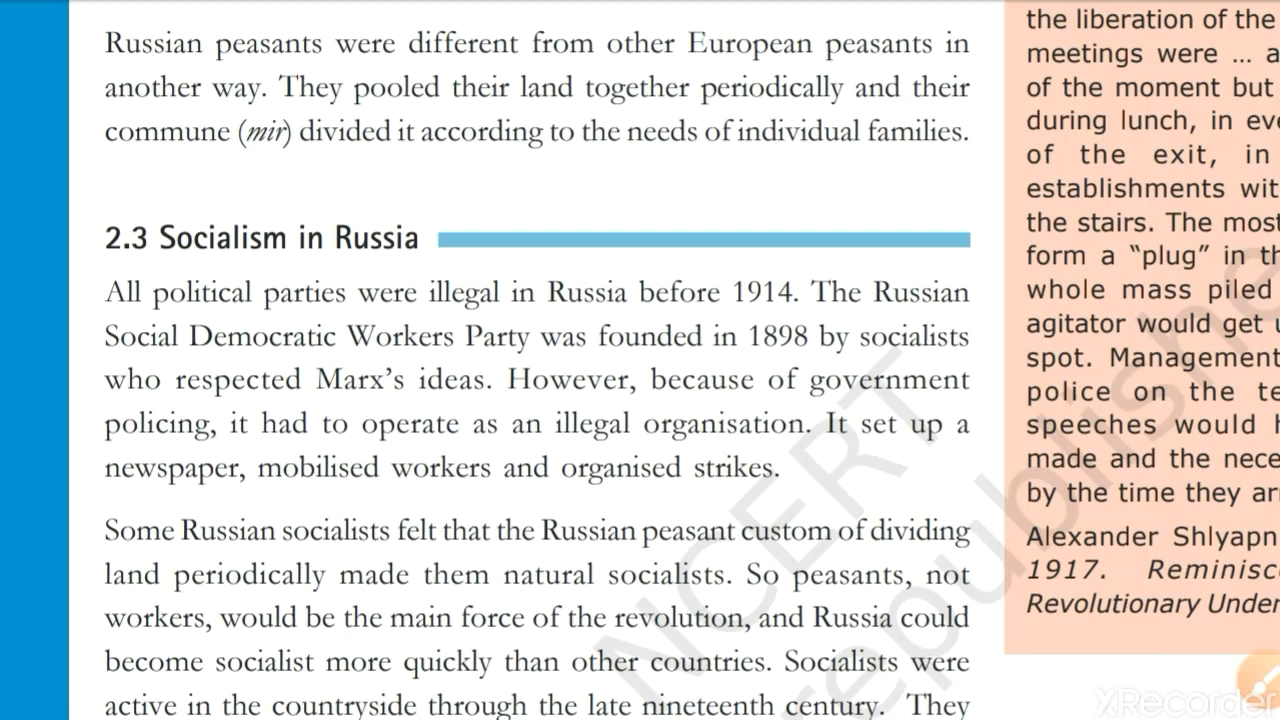 Russian peasants were different from other European peasants in
another way. They pooled their land together periodically and their
commune (mir) divided it according to the needs of individual families.
2.3 Socialism in Russia
All political parties were illegal in Russia before 1914. The Russian
Social Democratic Workers Party was founded in 1898 by socialists
who respected Marx’s ideas. However, because of government
policing, it had to operate as an illegal organisation. It set up a
newspaper, mobilised workers and organised strikes.
Some Russian socialists felt that the Russian peasant custom of dividing
land periodically made them natural socialists. So peasants, not
workers, would be the main force of the revolution, and Russia could
become socialist more quickly than other countries. Socialists were
active in the countryside through the late nineteenth century. They
the liberation of the
meetings were ... a
of the moment but
during lunch, in eve
of the exit, in
establishments wit
the stairs. The most
form a “plug” in th
whole mass piled
agitator would get u
spot. Management
police on the te
speeches would h
made and the nece
by the time they arr
Alexander Shlyapn
1917. Reminisc
Revolutionary Under
NCERT
republishe
XRecorder